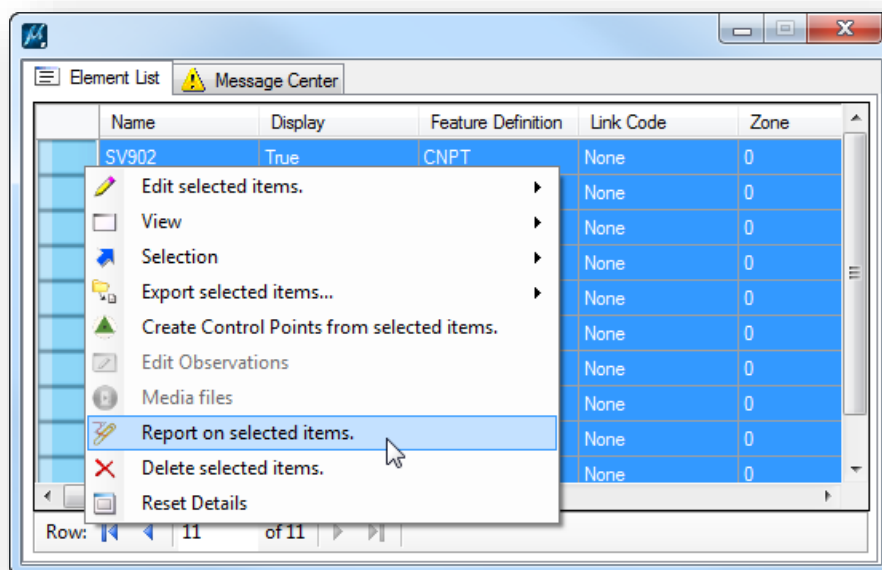 Element List
Message Center
Name Display Feature Definition Link Code Zone
SV902 True CNPT None 0
None 0
None 0
None 0
None 0
None 0
None 0
None 0
None 0
None 0
Edit selected items.
View
Selection
Export selected items...
Create Control Points from selected items.
Edit Observations
Media files
Report on selected items.
Delete selected items.
Reset Details
Row: 11 of 11